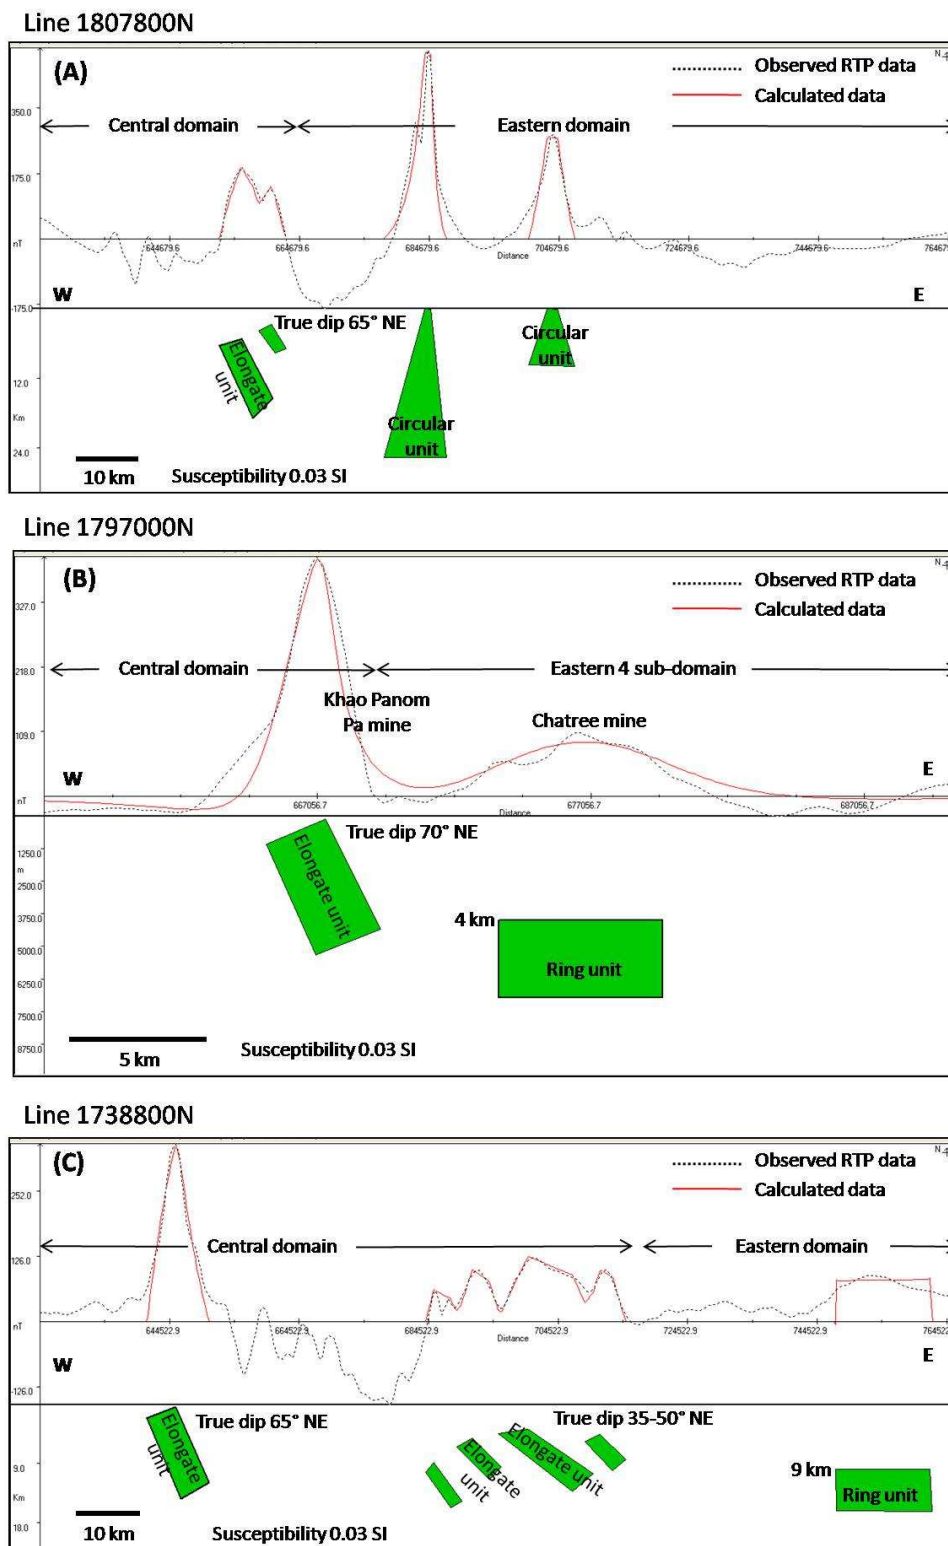 Line 1807800N
(A)
N
Observed RTP data
350.0
Calculated data
Central domain
Eastern domain
175.0
nT
644679.6
664679.6
684679.6
704679.6
724679.6
744679.6
Distance
W
E
-175.0
True dip 65° NE
Elongate
unit
Circular
unit
12.0
Km
Circular
unit
24.0
10 km
Susceptibility 0.03 SI
Line 1797000N
(B)
N
Observed RTP data
327.0
Calculated data
Central domain
218.0
Eastern 4 sub-domain
Khao Panom
Pa mine
Chatree mine
109.0
W
E
nT
667056.7
677056.7
687056.7
Distance
True dip 70° NE
1250.0
m
2500.0
Elongate unit
3750.0
4 km
5000.0
Ring unit
6250.0
7500.0
8750.0
5 km
Susceptibility 0.03 SI
Line 1738800N
(C)
N
Observed RTP data
252.0
Calculated data
Central domain
126.0
Eastern domain
nT
644522.9
664522.9
684522.9
704522.9
724522.9
744522.9
Distance
W
E
-126.0
True dip 65° NE
True dip 35-50° NE
Elongate
unit
Elongate
unit
Elongate unit
9.0
9 km
Km
Ring unit
18.0
10 km
Susceptibility 0.03 SI